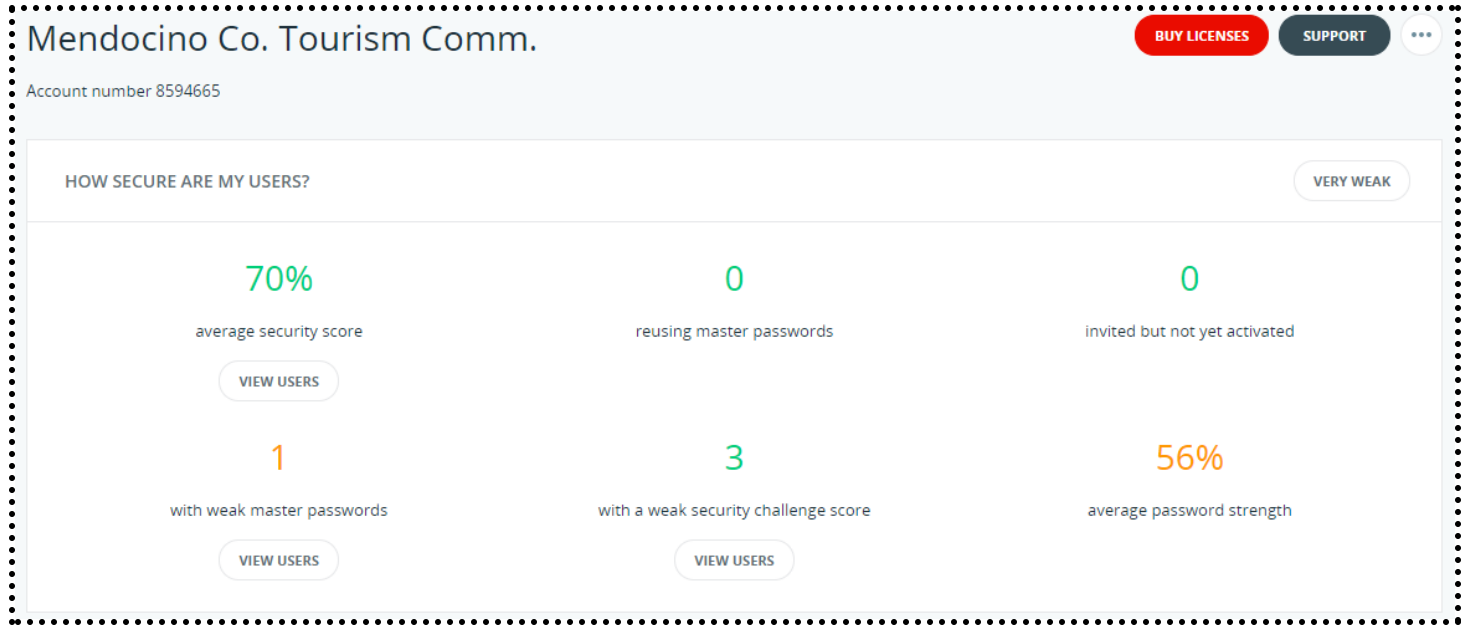 Mendocino Co. Tourism Comm.
BUY LICENSES
SUPPORT
Account number 8594665
HOW SECURE ARE MY USERS?
VERY WEAK
70%
average security score
VIEW USERS
0
reusing master passwords
0
invited but not yet activated
1
with weak master passwords
VIEW USERS
3
with a weak security challenge score
VIEW USERS
56%
average password strength